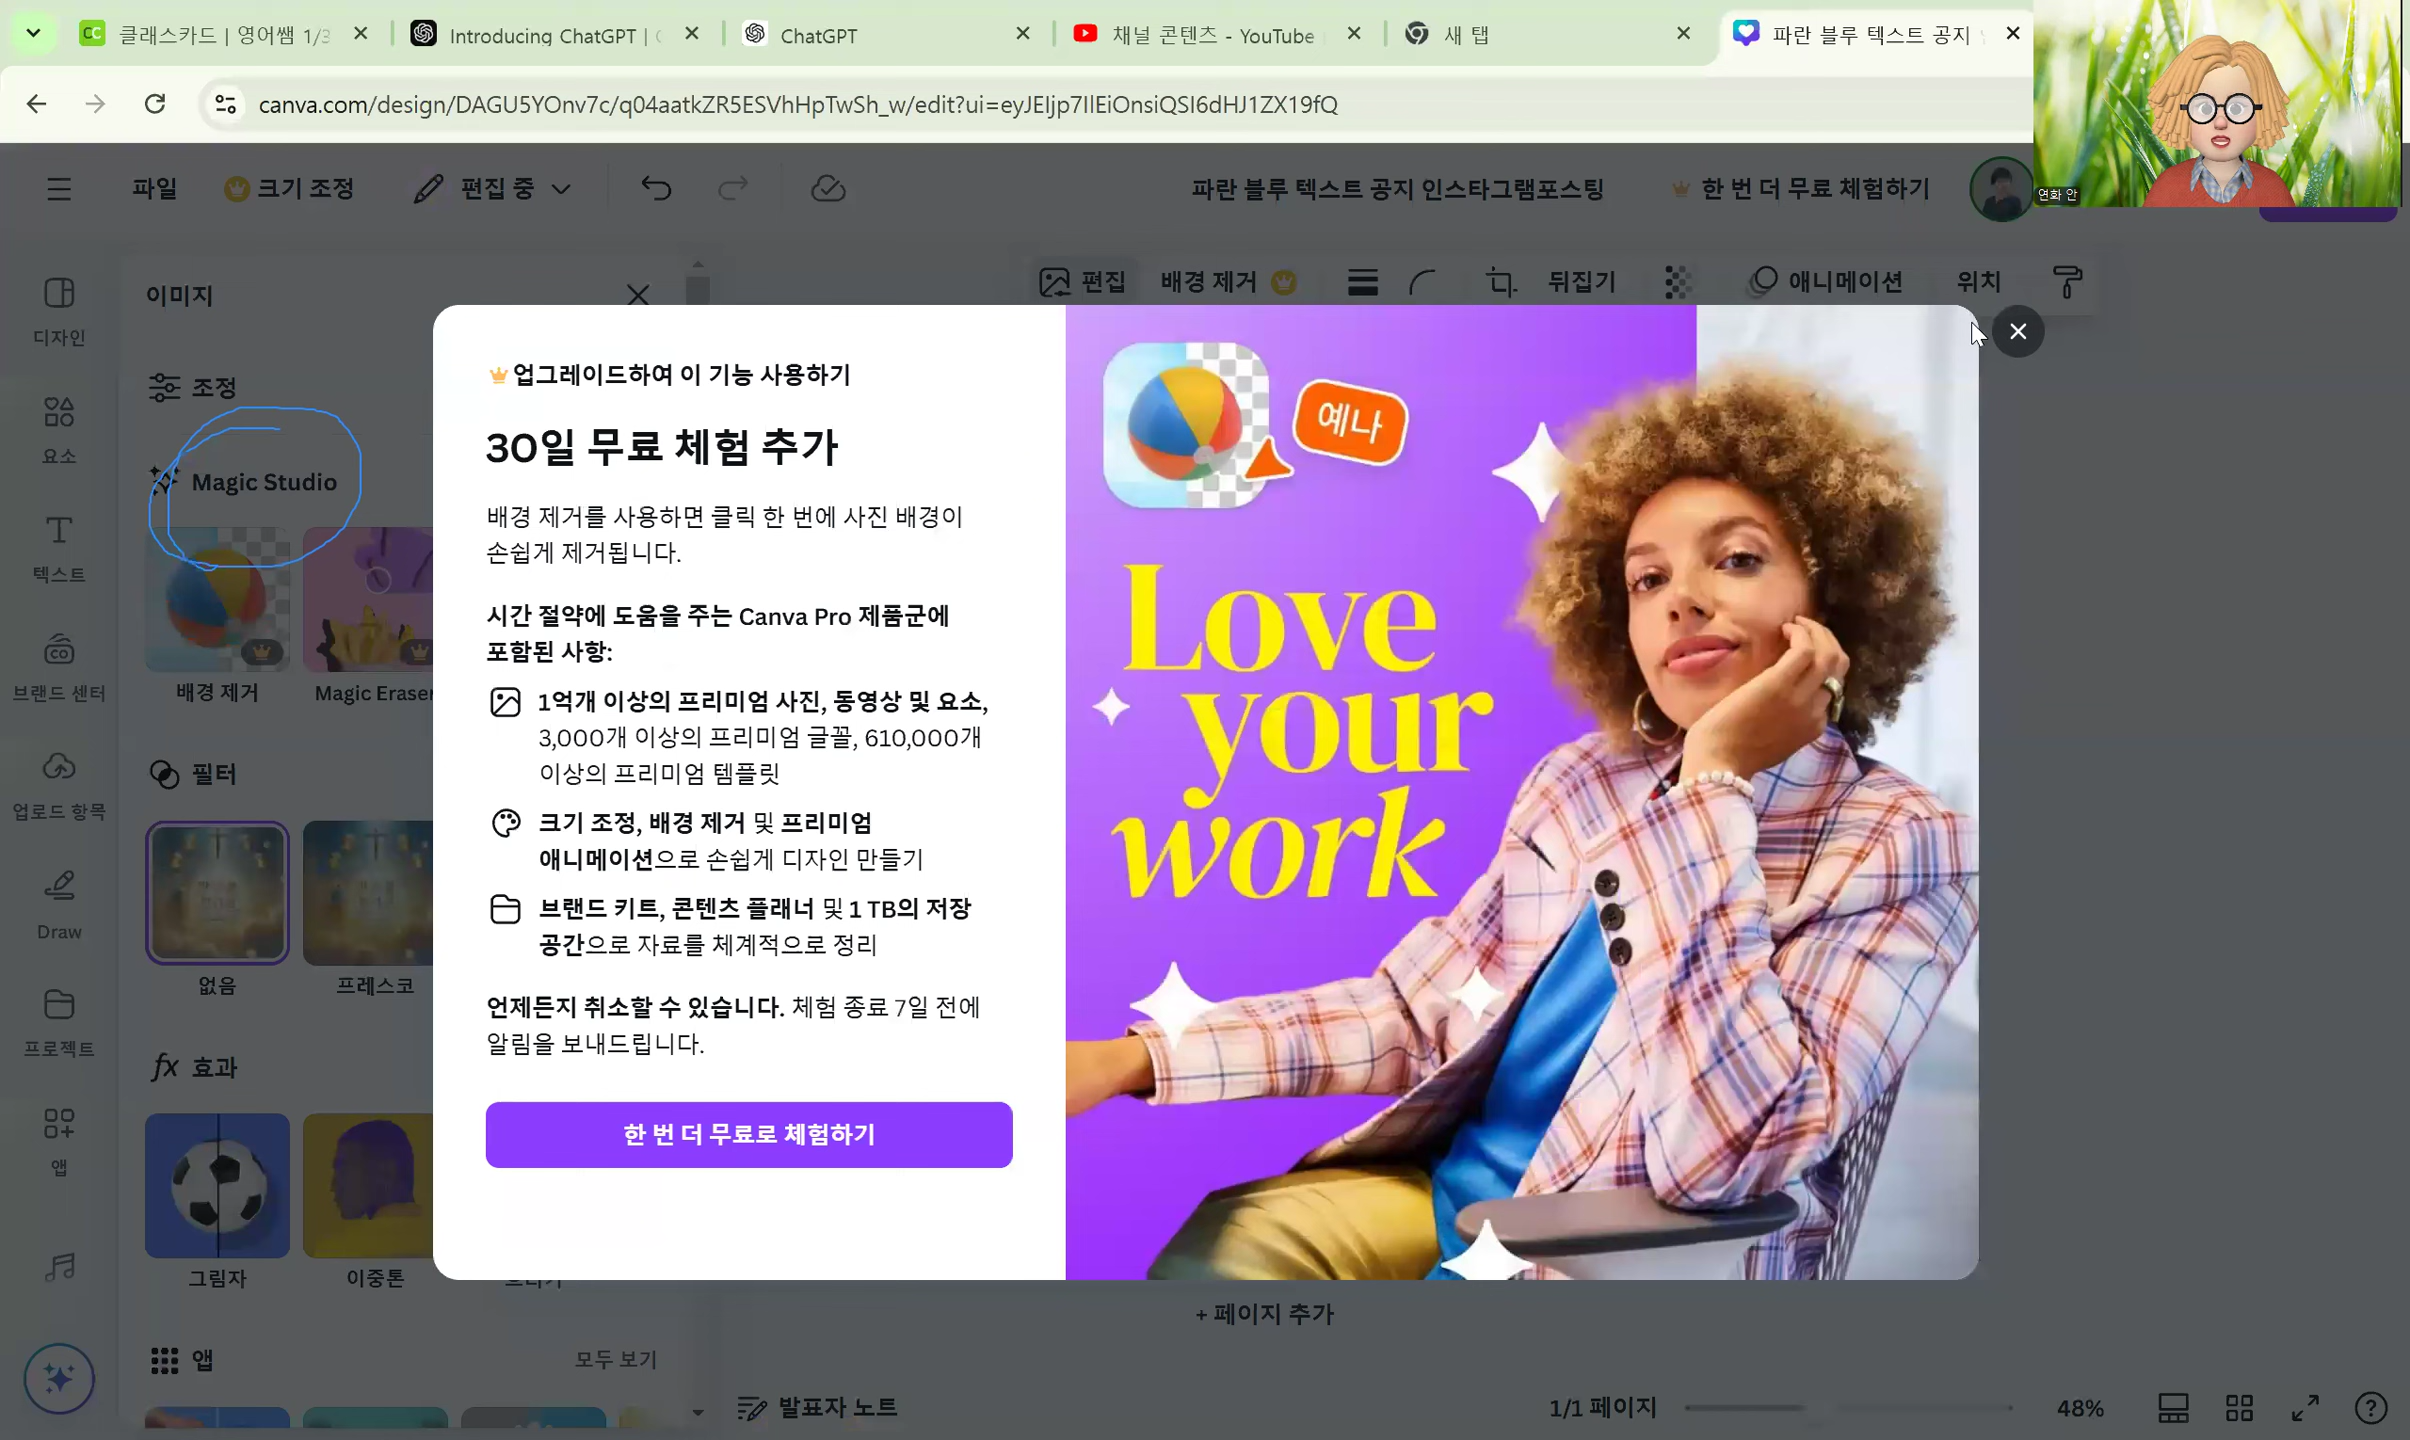 클래스카드 | 영어쌤 1/3
Introducing ChatGPT |
ChatGPT
채널 콘텐츠 - YouTube
새 탭
파란 블루 텍스트 공지
canva.com/design/DAGU5YOnv7c/q04aatkZR5ESVhHpTwSh_w/edit?ui=eyJEIjp7IlEiOnsiQSI6dHJ1ZX19fQ
연화 안
파일
크기 조정
편집 중
파란 블루 텍스트 공지 인스타그램포스팅
한 번 더 무료 체험하기
편집
배경 제거
뒤집기
애니메이션
위치
디자인
요소
텍스트
브랜드 센터
업로드 항목
Draw
프로젝트
앱
이미지
조정
Magic Studio
배경 제거
Magic Eraser
필터
없음
프레스코
fx 효과
그림자
이중톤
앱
모두 보기
업그레이드하여 이 기능 사용하기
30일 무료 체험 추가
배경 제거를 사용하면 클릭 한 번에 사진 배경이
손쉽게 제거됩니다.
시간 절약에 도움을 주는 Canva Pro 제품군에
포함된 사항:
1억개 이상의 프리미엄 사진, 동영상 및 요소,
3,000개 이상의 프리미엄 글꼴, 610,000개
이상의 프리미엄 템플릿
크기 조정, 배경 제거 및 프리미엄
애니메이션으로 손쉽게 디자인 만들기
브랜드 키트, 콘텐츠 플래너 및 1 TB의 저장
공간으로 자료를 체계적으로 정리
언제든지 취소할 수 있습니다. 체험 종료 7일 전에
알림을 보내드립니다.
한 번 더 무료로 체험하기
예나
Love
your
work
+ 페이지 추가
발표자 노트
1/1 페이지
48%